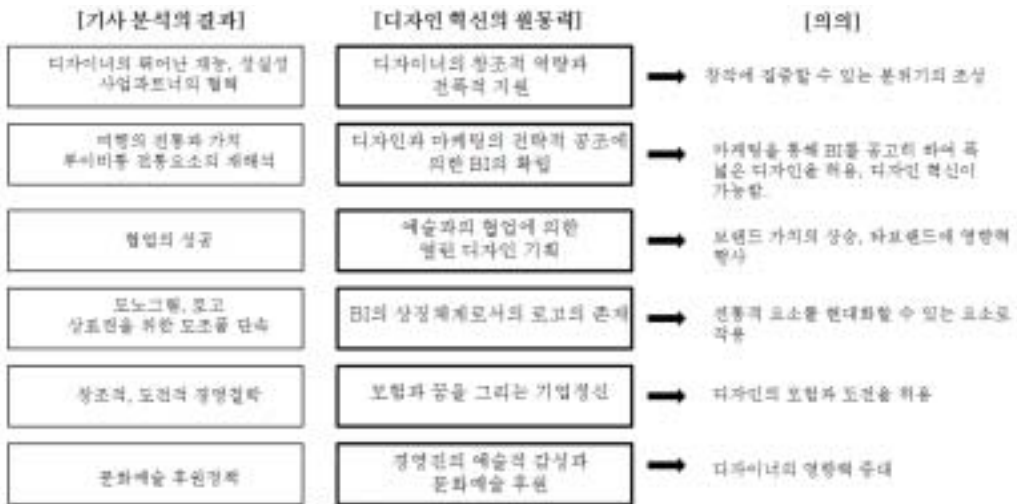 [기사 분석의 결과]
[디자인 혁신의 원동력]
[의의]
디자이너의 뛰어난 재능, 성실성
사업파트너의 협력
디자이너의 창조적 역량과
전폭적 지원
창작에 집중할 수 있는 분위기의 조성
여행의 전통과 가치
루이비통 전통요소의 재해석
디자인과 마케팅의 전략적 공조에
의한 BI의 확립
마케팅을 통해 BI를 공고히 하여 폭
넓은 디자인을 허용, 디자인 혁신이
가능함.
협업의 성공
예술과의 협업에 의한
열린 디자인 기획
브랜드 가치의 상승, 타브랜드에 영향력
행사
모노그램, 로고
상표권을 위한 모조품 단속
BI의 상징체계로서의 로고의 존재
전통적 요소를 현대화할 수 있는 요소로
작용
창조적, 도전적 경영철학
모험과 꿈을 그리는 기업정신
디자인의 모험과 도전을 허용
문화예술 후원정책
경영진의 예술적 감성과
문화예술 후원
디자이너의 영향력 증대